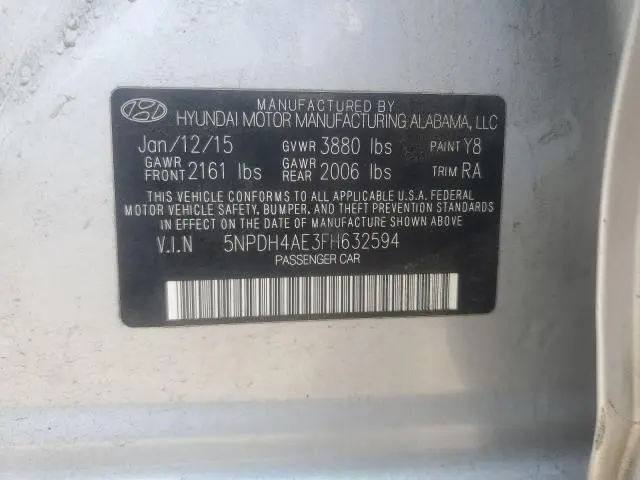 MANUFACTURED BY
HYUNDAI MOTOR MANUFACTURING ALABAMA, LLC
Jan/12/15 GVWR 3880 lbs PAINT Y8
GAWR FRONT 2161 lbs GAWR REAR 2006 lbs TRIM RA
THIS VEHICLE CONFORMS TO ALL APPLICABLE U.S.A. FEDERAL
MOTOR VEHICLE SAFETY, BUMPER, AND THEFT PREVENTION STANDARDS
IN EFFECT ON THE DATE OF MANUFACTURE SHOWN ABOVE.
V.I.N 5NPDH4AE3FH632594
PASSENGER CAR